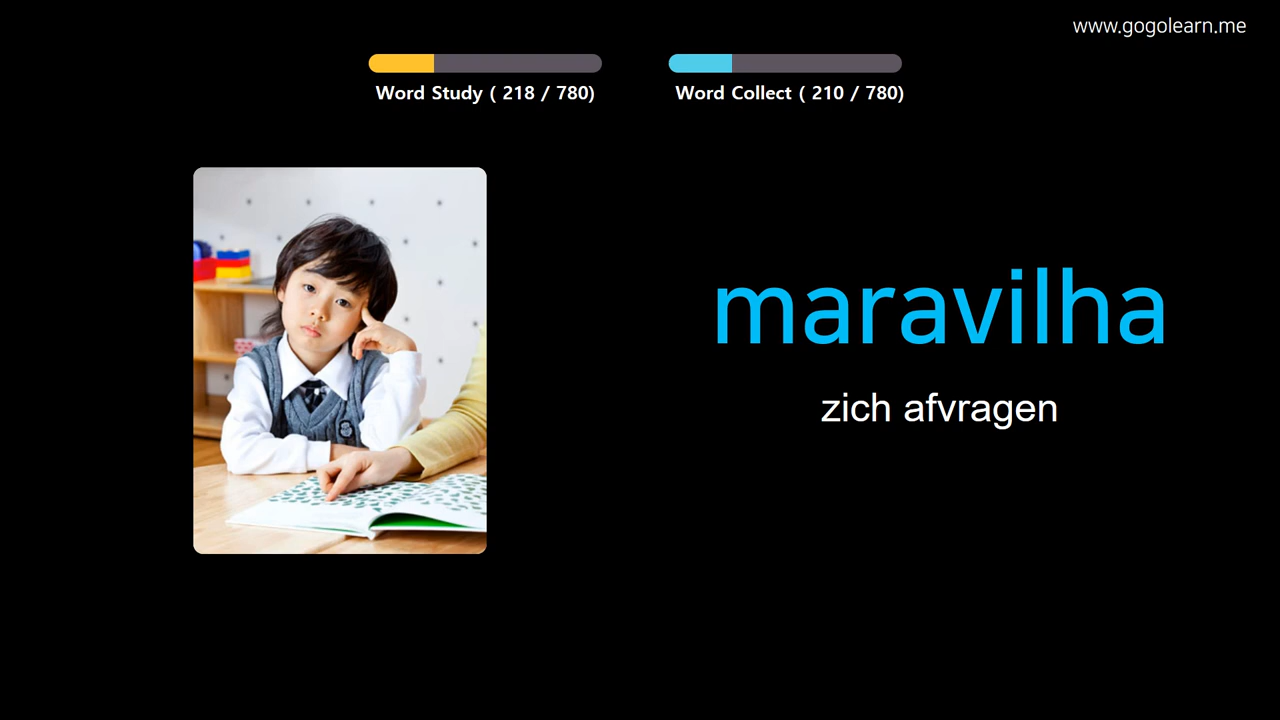 www.gogolearn.me
Word Study ( 218 / 780)
Word Collect ( 210 / 780)
maravilha
zich afvragen